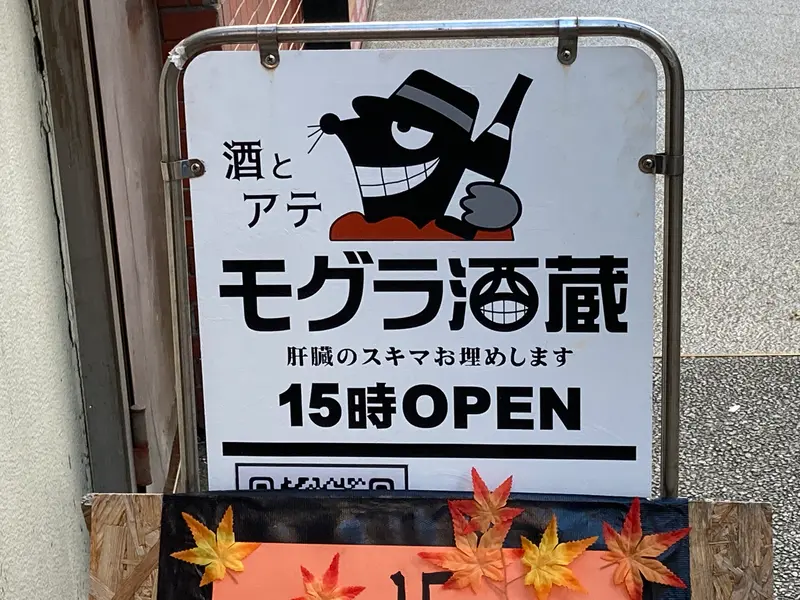 酒と
アテ
モグラ酒蔵
肝臓のスキマお埋めします
15時OPEN